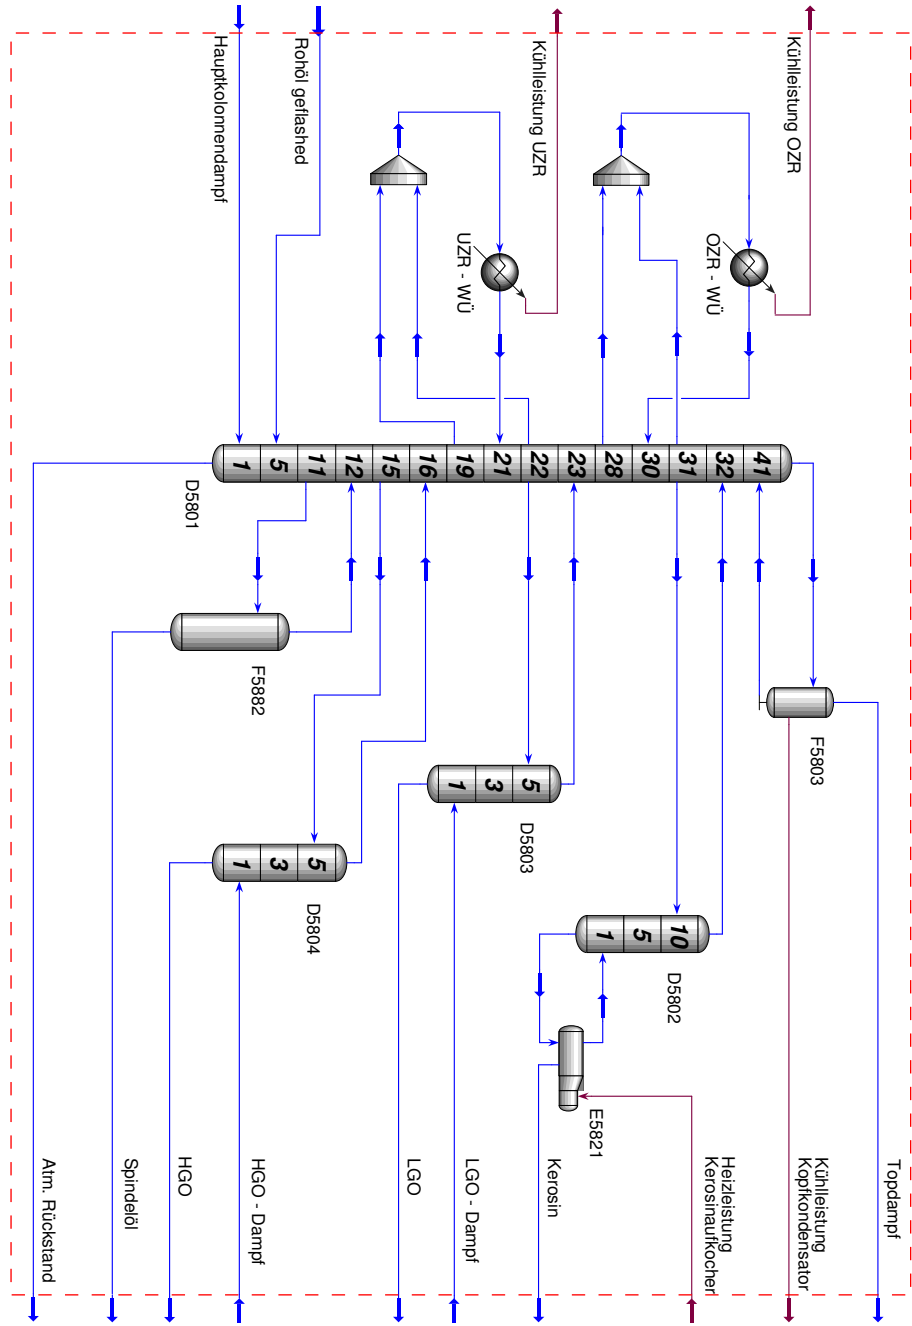 Kühlleistung OZR
Kühlleistung UZR
Rohöl geflashed
Hauptkolonnendampf
OZR - WÜ
UZR - WÜ
41
32
31
30
28
23
22
21
19
16
15
12
11
5
1
D5801
F5803
F5882
5
3
1
D5803
5
3
1
D5804
10
5
1
D5802
E5821
Topdampf
Kühlleistung
Kopfkondensator
Heizleistung
Kerosinaufkocher
Kerosin
LGO - Dampf
LGO
HGO - Dampf
HGO
Spindelöl
Atm. Rückstand